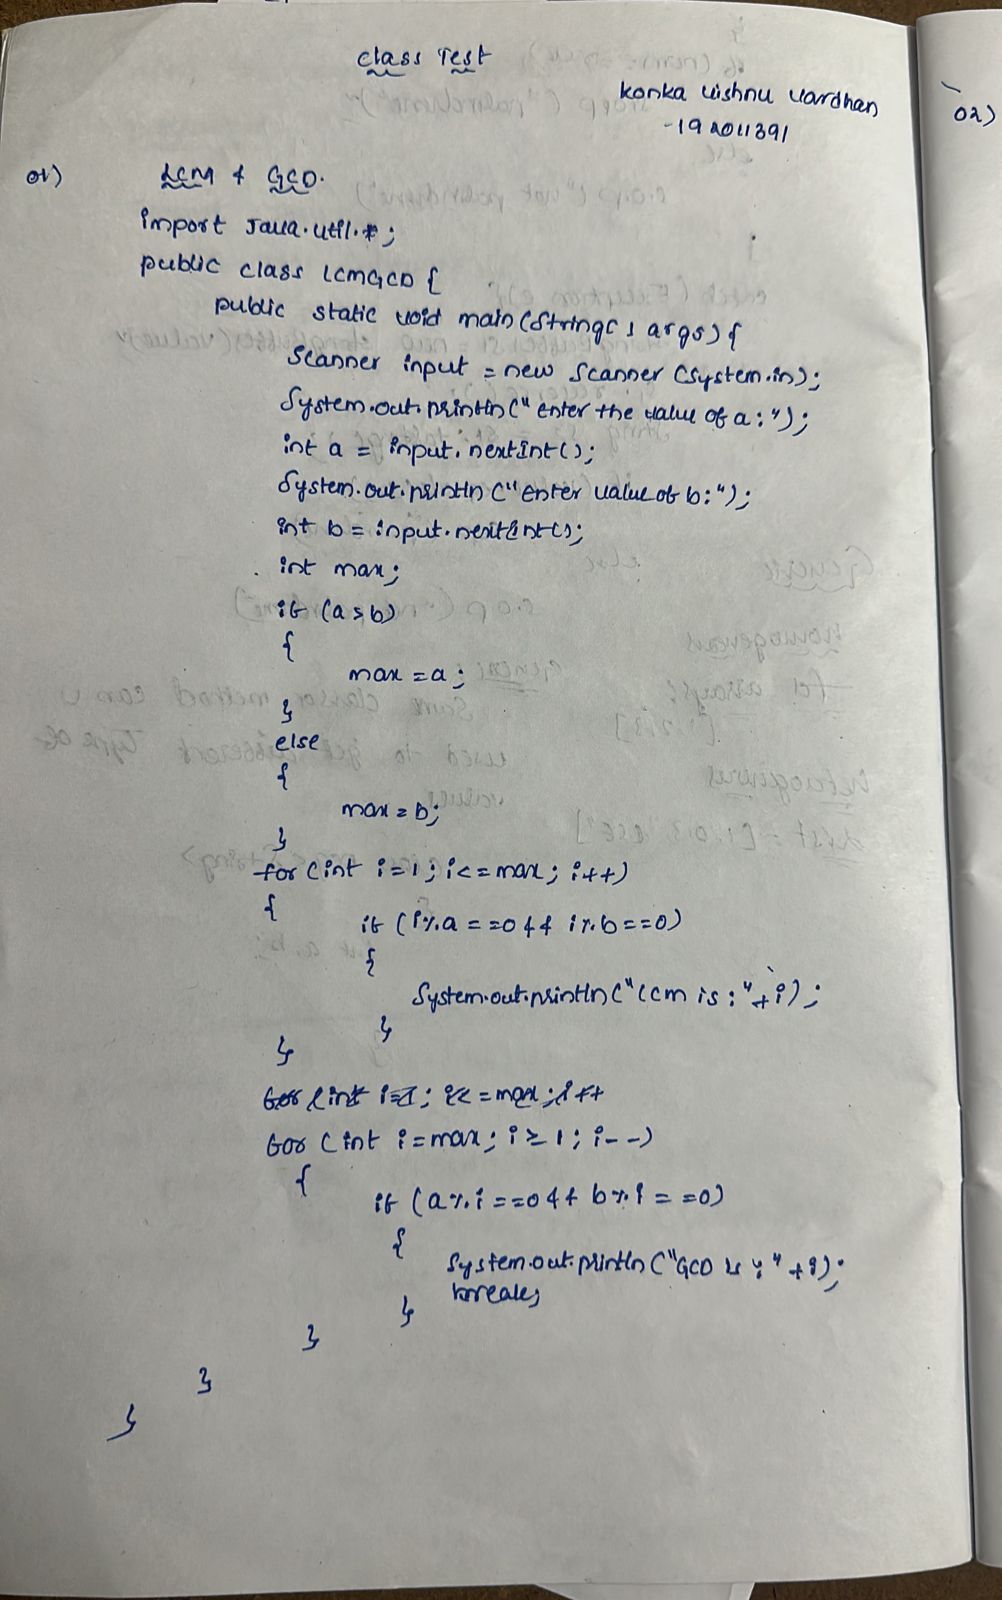 Class Test
Konka Vishnu Vardhan
-192011391
02)
01) LCM & GCD.
import Java.util.*;
public class LCMGCD {
public static void main(String[] args) {
Scanner input = new Scanner (System.in);
System.out.println("enter the value of a:");
int a = input.nextInt();
System.out.println("Enter value of b:");
int b = input.nextInt();
int max;
if (a>b)
{
max = a;
}
else
{
max = b;
}
for (int i=1; i<=max; i++)
{
if (i%a==0 && i%b==0)
{
System.out.println("LCM is:"+i);
}
}
for (int i=1; i<=max; i++
for (int i=max; i≥1; i--)
{
if (a%i==0 && b%i==0)
{
System.out.println("GCD is:"+i);
break;
}
}
}
}